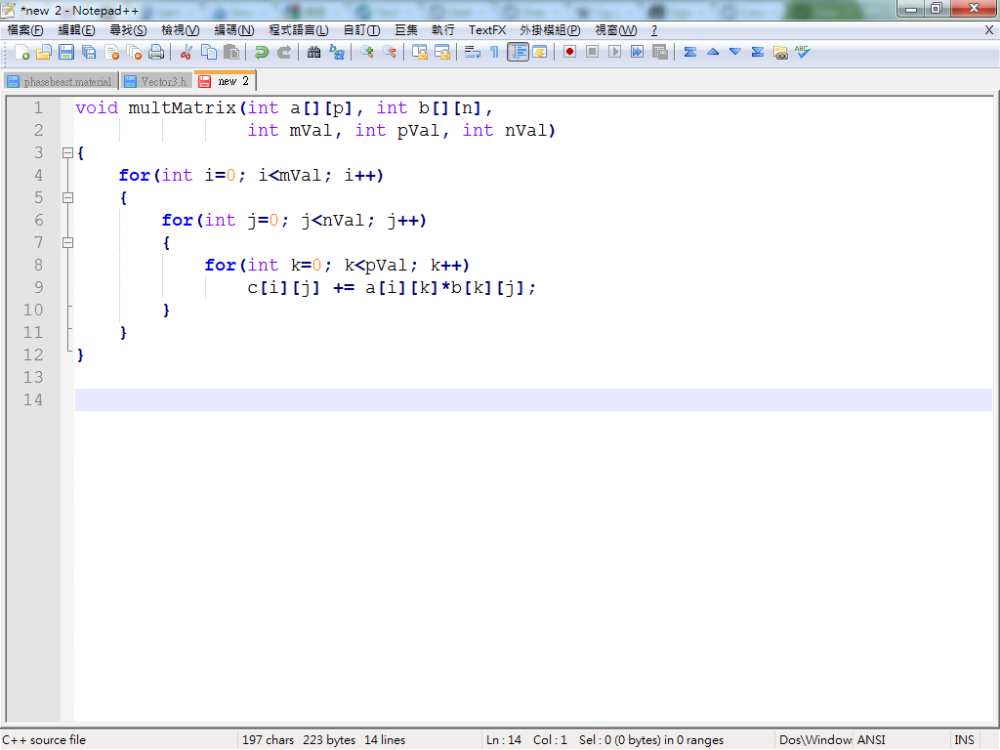 *new 2 - Notepad++
檔案(F) 編輯(E) 尋找(S) 檢視(V) 編碼(N) 程式語言(L) 自訂(T) 巨集 執行 TextFX 外掛模組(P) 視窗(W) ? X
phasebeast.material Vector3.h new 2
1 void multMatrix(int a[][p], int b[][n],
2 int mVal, int pVal, int nVal)
3 {
4 for(int i=0; i<mVal; i++)
5 {
6 for(int j=0; j<nVal; j++)
7 {
8 for(int k=0; k<pVal; k++)
9 c[i][j] += a[i][k]*b[k][j];
10 }
11 }
12 }
13
14
C++ source file 197 chars 223 bytes 14 lines Ln : 14 Col : 1 Sel : 0 (0 bytes) in 0 ranges Dos\Window ANSI INS